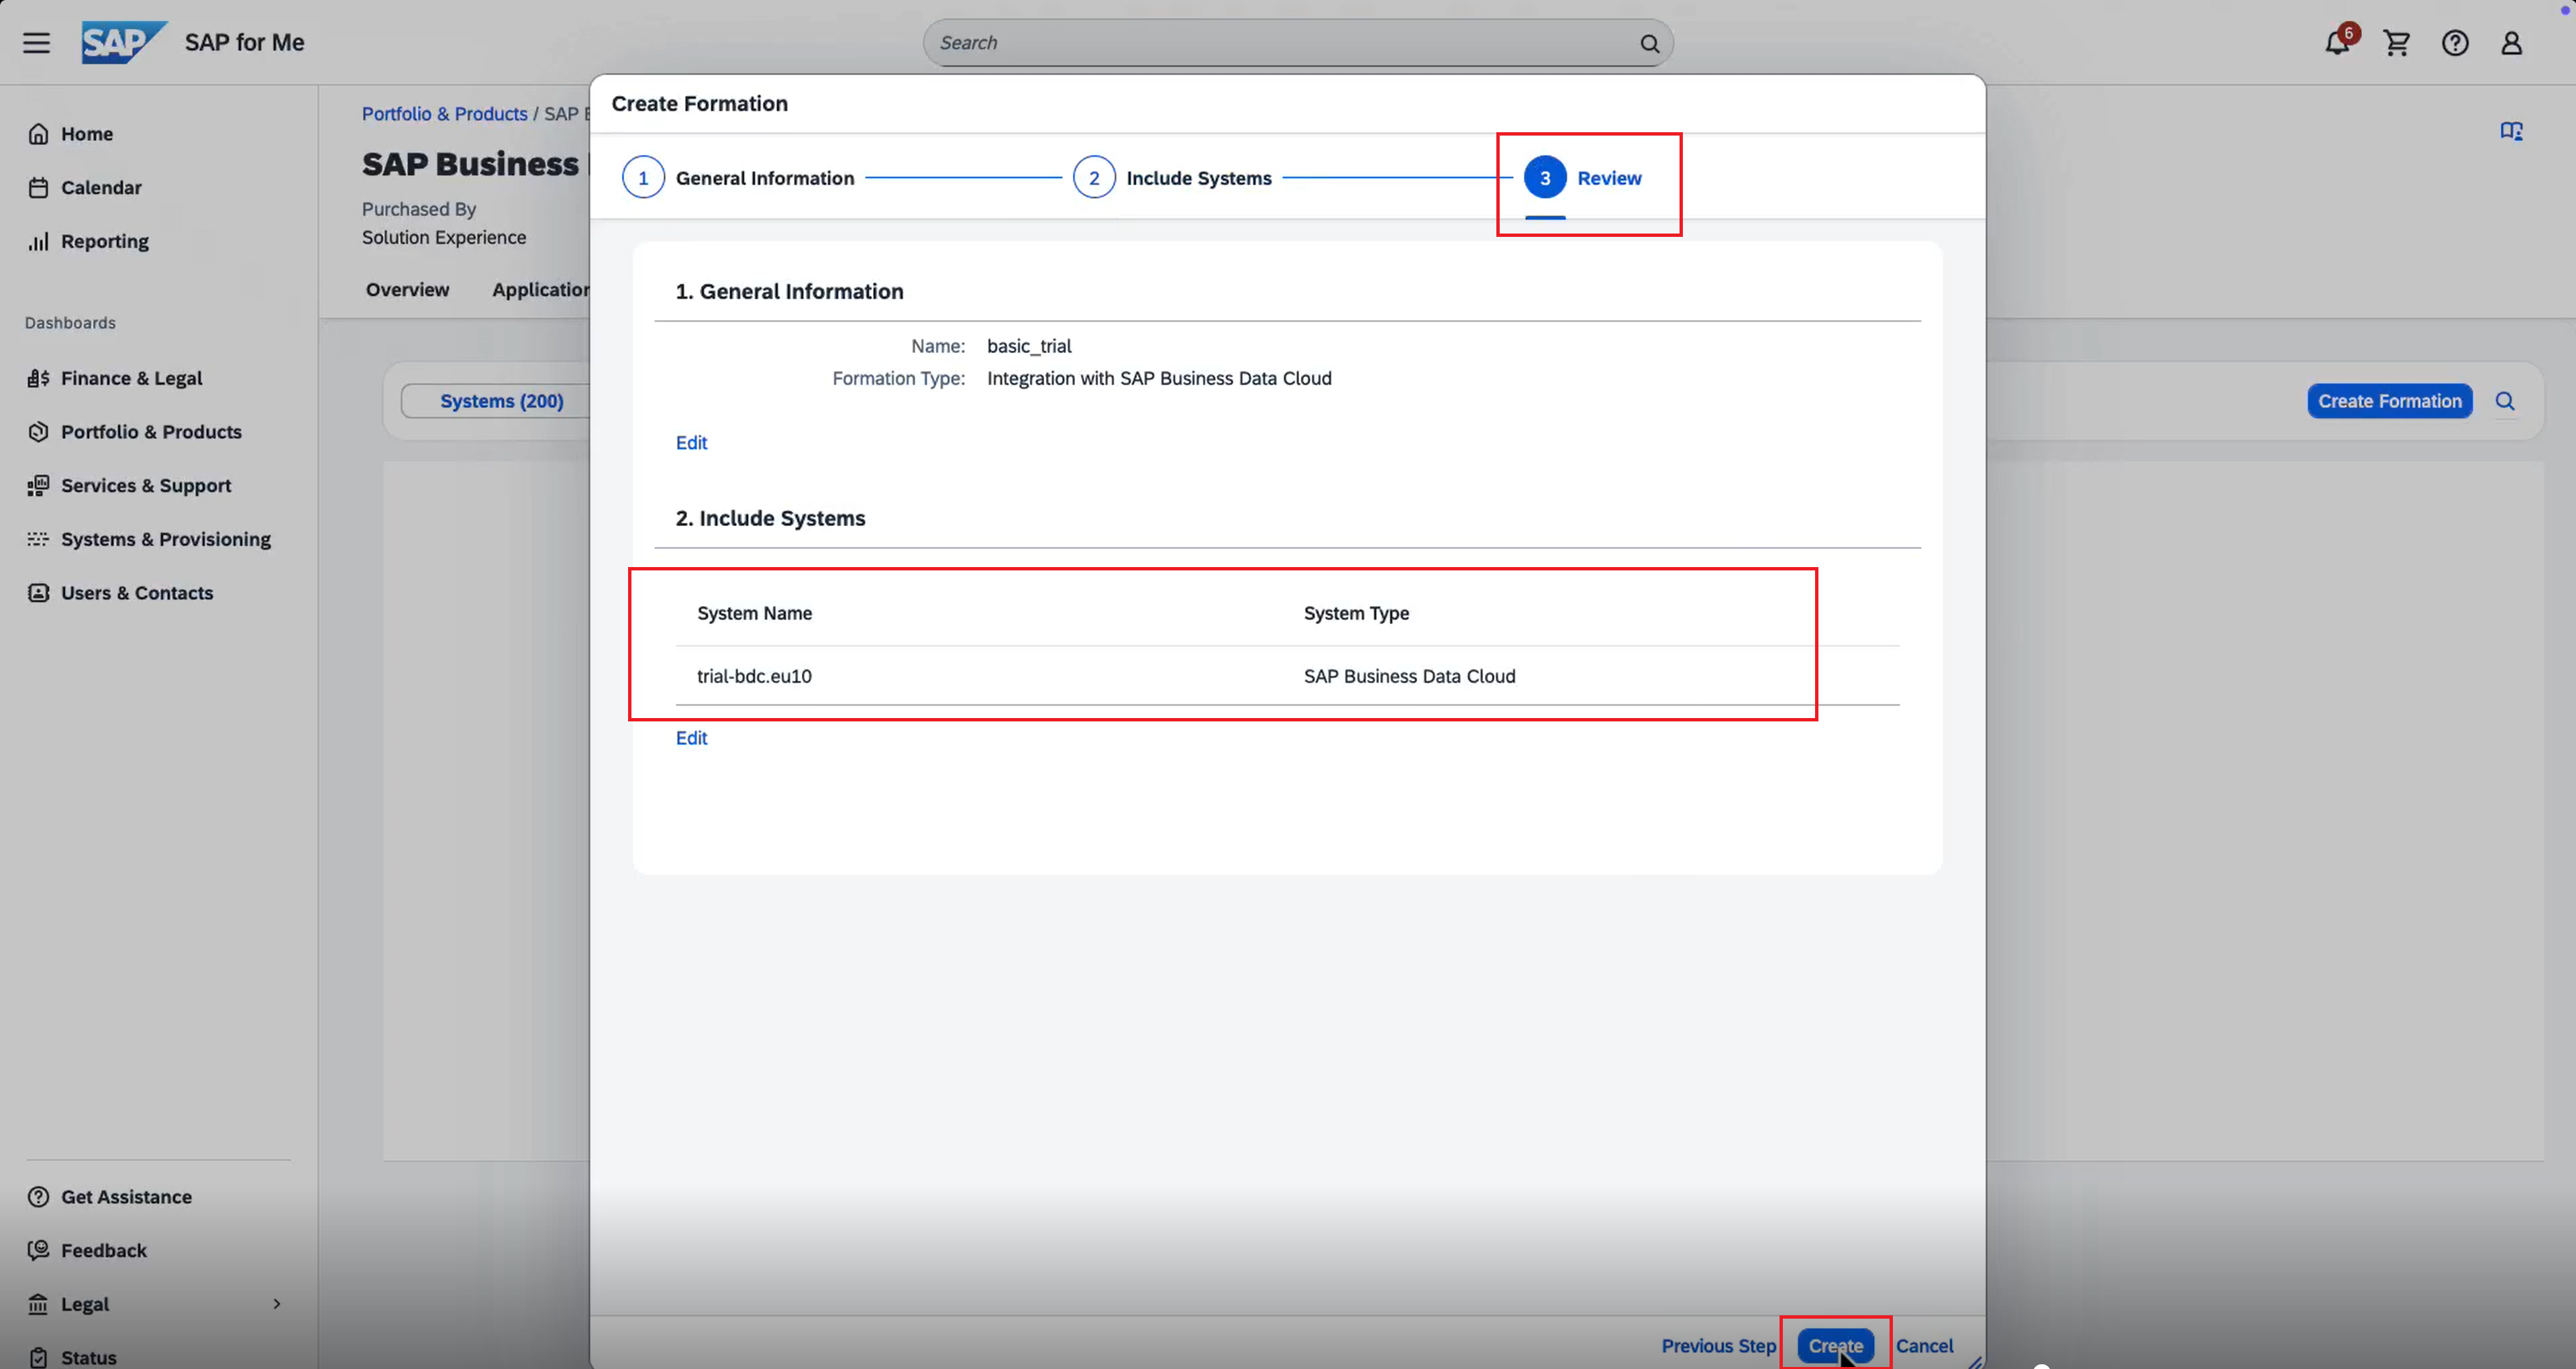 SAP
SAP for Me
Search
6
Home
Calendar
Reporting
Dashboards
Finance & Legal
Portfolio & Products
Services & Support
Systems & Provisioning
Users & Contacts
Get Assistance
Feedback
Legal
Status
Portfolio & Products / SAP
SAP Business
Purchased By
Solution Experience
Overview
Application
Systems (200)
Create Formation
Create Formation
1 General Information
2 Include Systems
3 Review
1. General Information
Name: basic_trial
Formation Type: Integration with SAP Business Data Cloud
Edit
2. Include Systems
System Name System Type
trial-bdc.eu10 SAP Business Data Cloud
Edit
Previous Step Create Cancel